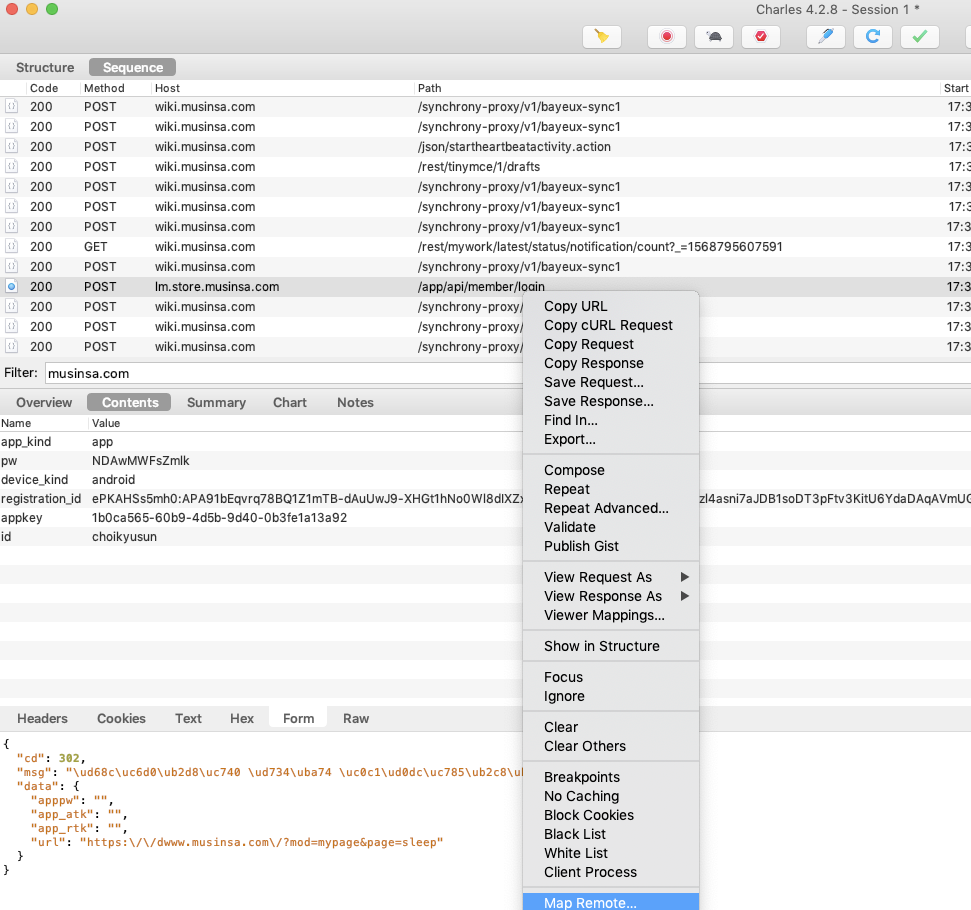 Charles 4.2.8 - Session 1 *
Structure Sequence
Code Method Host Path Start
200 POST wiki.musinsa.com /synchrony-proxy/v1/bayeux-sync1 17:3
200 POST wiki.musinsa.com /synchrony-proxy/v1/bayeux-sync1 17:3
200 POST wiki.musinsa.com /json/startheartbeatactivity.action 17:3
200 POST wiki.musinsa.com /rest/tinymce/1/drafts 17:3
200 POST wiki.musinsa.com /synchrony-proxy/v1/bayeux-sync1 17:3
200 POST wiki.musinsa.com /synchrony-proxy/v1/bayeux-sync1 17:3
200 POST wiki.musinsa.com /synchrony-proxy/v1/bayeux-sync1 17:3
200 GET wiki.musinsa.com /rest/mywork/latest/status/notification/count?_=1568795607591 17:3
200 POST wiki.musinsa.com /synchrony-proxy/v1/bayeux-sync1 17:3
200 POST lm.store.musinsa.com /app/api/member/login 17:3
200 POST wiki.musinsa.com /synchrony-proxy/ 17:3
200 POST wiki.musinsa.com /synchrony-proxy/ 17:3
200 POST wiki.musinsa.com /synchrony-proxy/ 17:3
Filter: musinsa.com
Overview Contents Summary Chart Notes
Name Value
app_kind app
pw NDAwMWFsZmlk
device_kind android
registration_id ePKAHSs5mh0:APA91bEqvrq78BQ1Z1mTB-dAuUwJ9-XHGt1hNo0WI8dIXZ zl4asni7aJDB1soDT3pFtv3KitU6YdaDAqAVmU
appkey 1b0ca565-60b9-4d5b-9d40-0b3fe1a13a92
id choikyusun
Headers Cookies Text Hex Form Raw
{
"cd": 302,
"msg": "\ud68c\uc6d0\ub2d8\uc740 \ud734\uba74 \uc0c1\ud0dc\uc785\ub2c8\u
"data": {
"apppw": "",
"app_atk": "",
"app_rtk": "",
"url": "https:\/\/dwww.musinsa.com\/?mod=mypage&page=sleep"
}
}
Copy URL
Copy cURL Request
Copy Request
Copy Response
Save Request...
Save Response...
Find In...
Export...
Compose
Repeat
Repeat Advanced...
Validate
Publish Gist
View Request As
View Response As
Viewer Mappings...
Show in Structure
Focus
Ignore
Clear
Clear Others
Breakpoints
No Caching
Block Cookies
Black List
White List
Client Process
Map Remote...